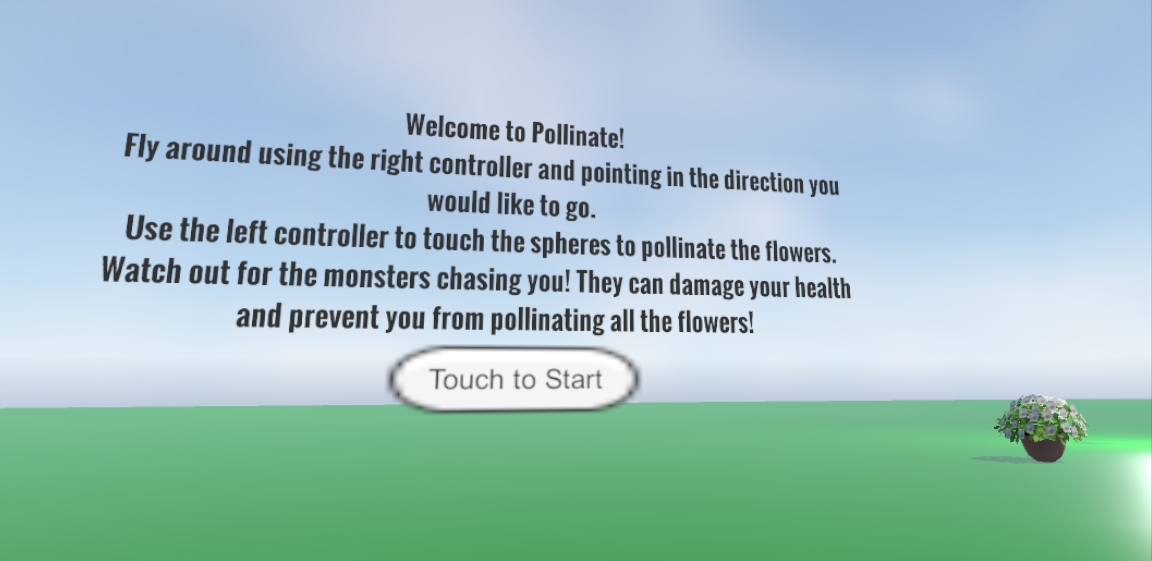 Welcome to Pollinate!
Fly around using the right controller and pointing in the direction you
would like to go.
Use the left controller to touch the spheres to pollinate the flowers.
Watch out for the monsters chasing you! They can damage your health
and prevent you from pollinating all the flowers!
Touch to Start